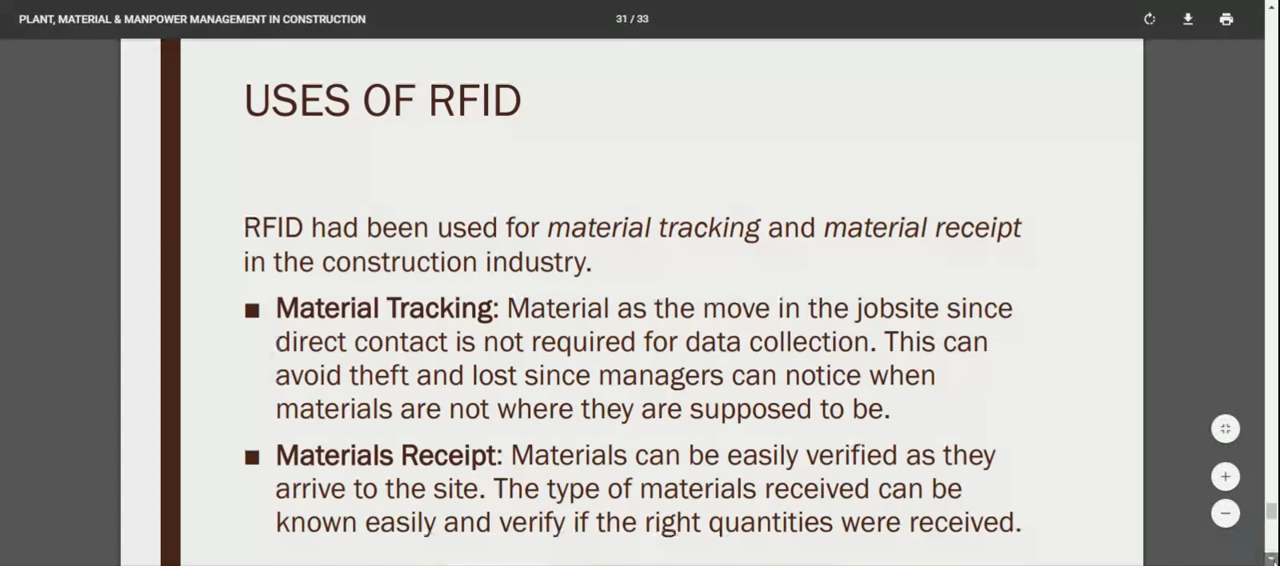 PLANT, MATERIAL & MANPOWER MANAGEMENT IN CONSTRUCTION
31 / 33
USES OF RFID
RFID had been used for material tracking and material receipt
in the construction industry.
■ Material Tracking: Material as the move in the jobsite since
direct contact is not required for data collection. This can
avoid theft and lost since managers can notice when
materials are not where they are supposed to be.
■ Materials Receipt: Materials can be easily verified as they
arrive to the site. The type of materials received can be
known easily and verify if the right quantities were received.